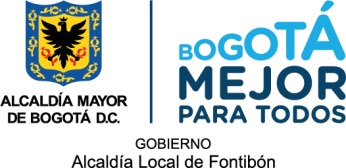 ALCALDÍA MAYOR
DE BOGOTÁ D.C.
BOGOTÁ
MEJOR
PARA TODOS
GOBIERNO
Alcaldía Local de Fontibón